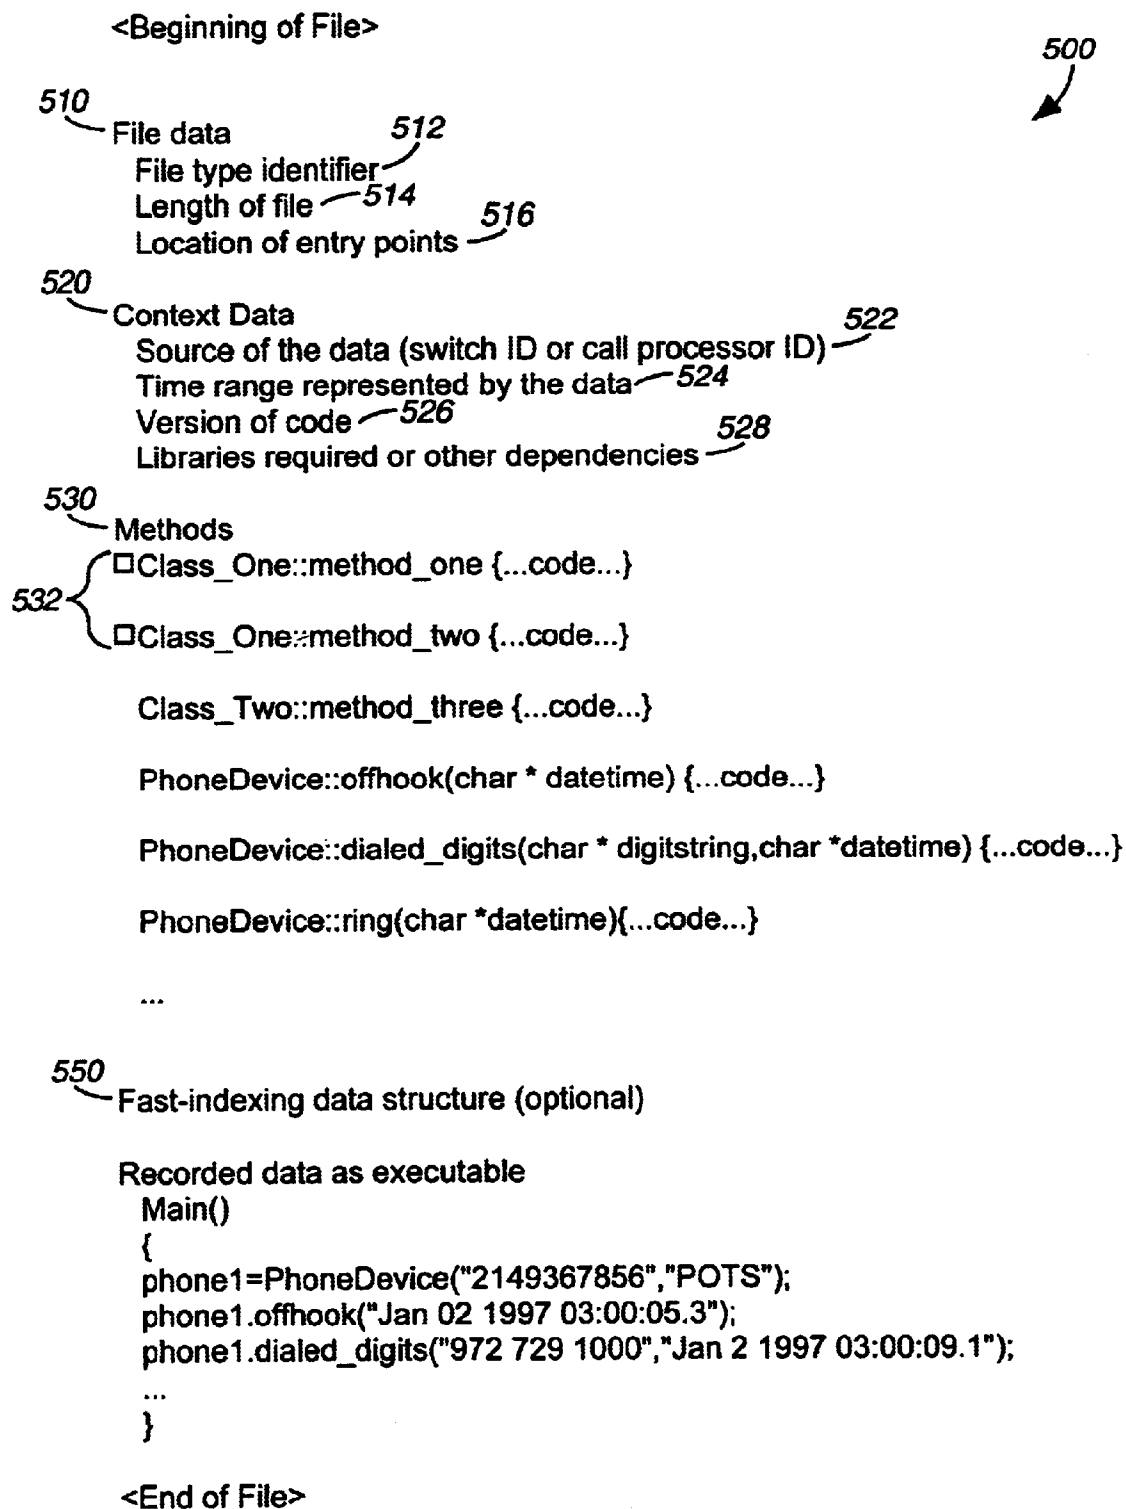 <Beginning of File>
500
510
File data
512
File type identifier
Length of file 514
516
Location of entry points
520
Context Data
522
Source of the data (switch ID or call processor ID)
Time range represented by the data 524
Version of code 526
528
Libraries required or other dependencies
530
Methods
□Class_One::method_one {...code...}
532
□Class_One::method_two {...code...}
Class_Two::method_three {...code...}
PhoneDevice::offhook(char * datetime) {...code...}
PhoneDevice::dialed_digits(char * digitstring,char *datetime) {...code...}
PhoneDevice::ring(char *datetime){...code...}
...
550
Fast-indexing data structure (optional)
Recorded data as executable
Main()
{
phone1=PhoneDevice("2149367856","POTS");
phone1.offhook("Jan 02 1997 03:00:05.3");
phone1.dialed_digits("972 729 1000","Jan 2 1997 03:00:09.1");
...
}
<End of File>